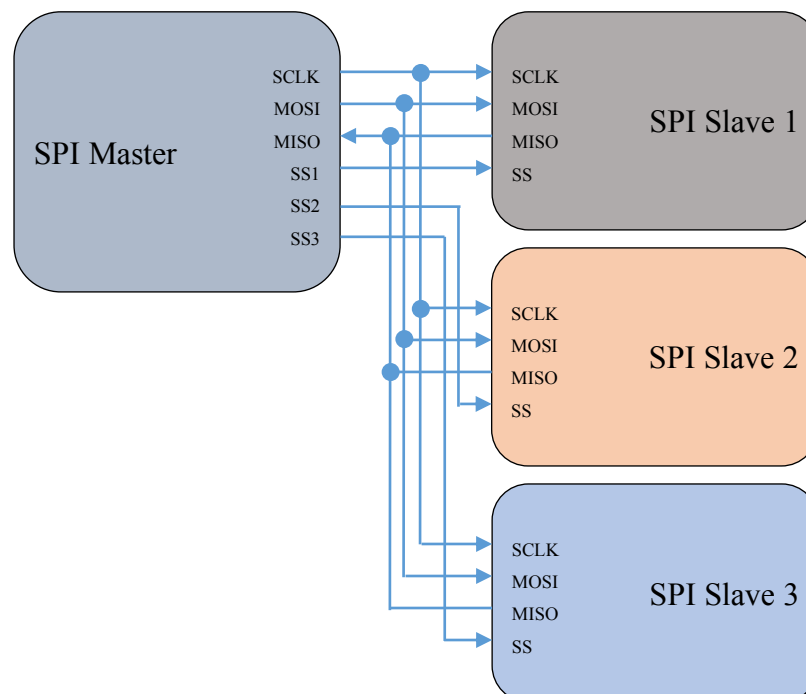 SPI Master
SCLK
MOSI
MISO
SS1
SS2
SS3
SCLK
MOSI
MISO
SS
SPI Slave 1
SCLK
MOSI
MISO
SS
SPI Slave 2
SCLK
MOSI
MISO
SS
SPI Slave 3